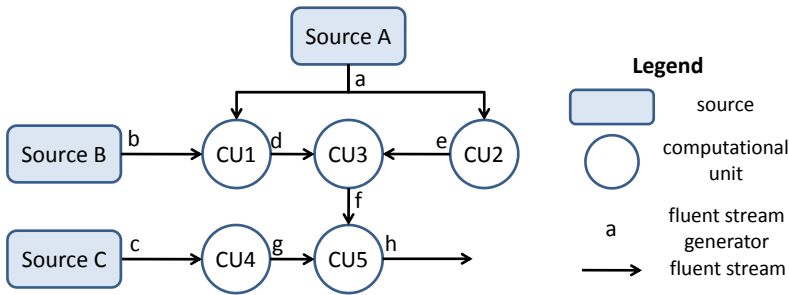 Source A
a
Legend
source
Source B
b
CU1
d
CU3
e
CU2
computational
unit
f
a
fluent stream
generator
Source C
c
CU4
g
CU5
h
fluent stream